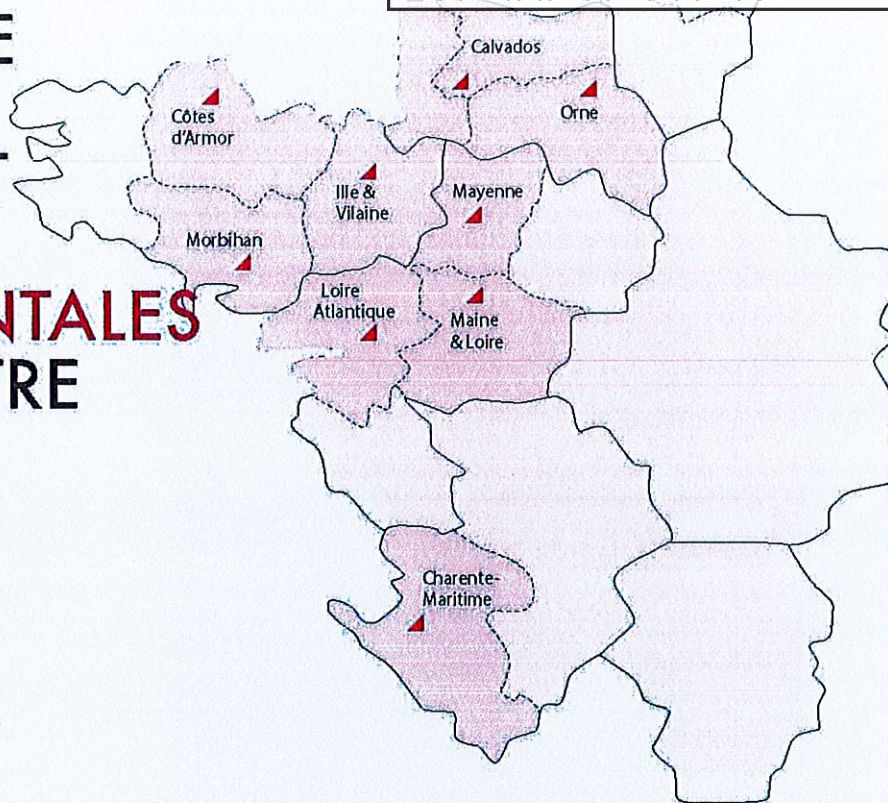 Calvados
Orne
Côtes
d'Armor
Ille &
Vilaine
Mayenne
Morbihan
Loire
Atlantique
Maine
& Loire
NTALES
TRE
Charente-
Maritime